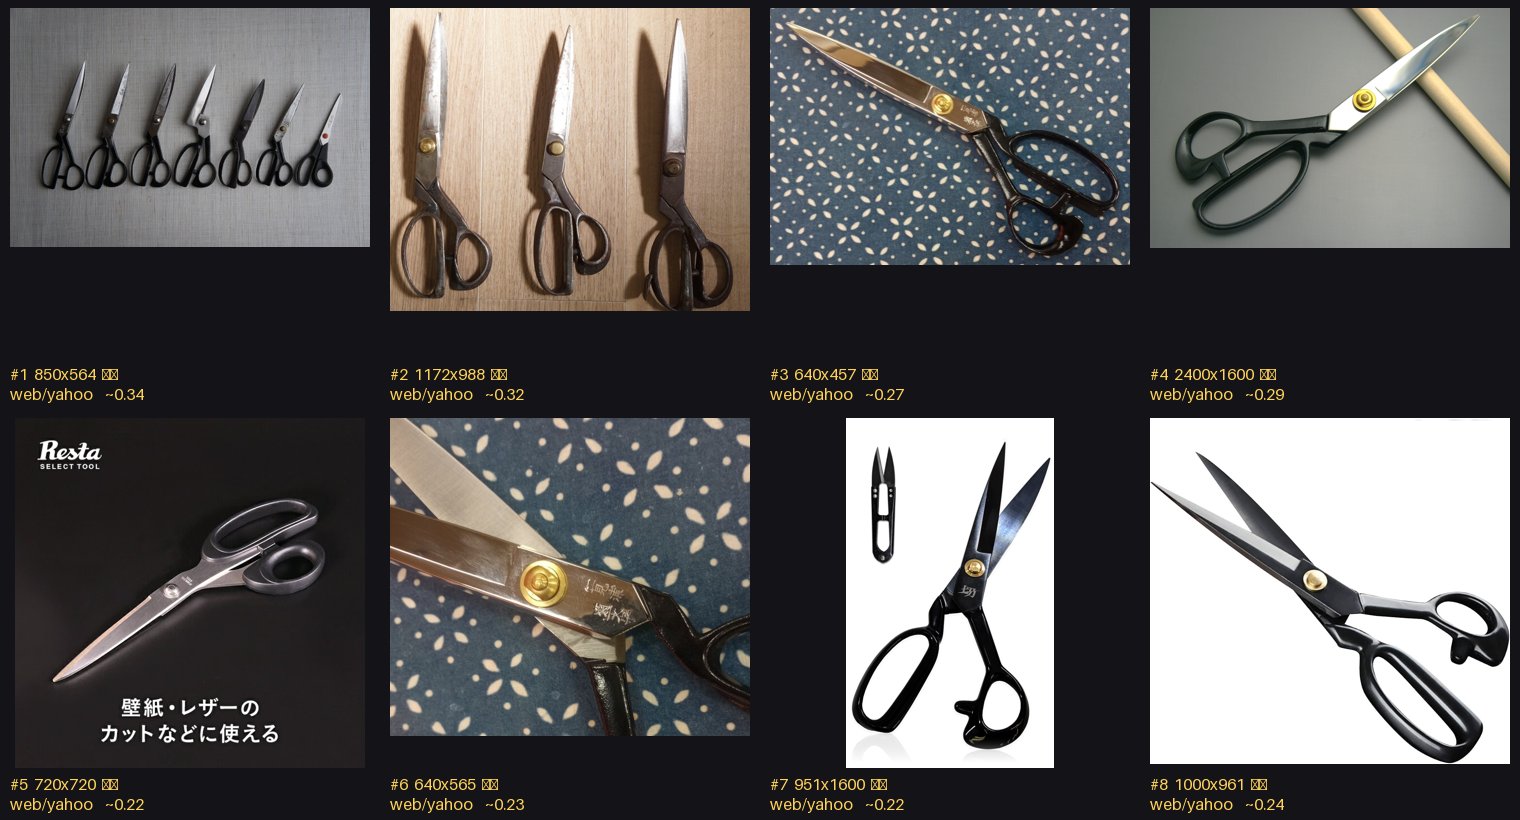 #1 850x564
web/yahoo ~0.34
#2 1172x988
web/yahoo ~0.32
#3 640x457
web/yahoo ~0.27
#4 2400x1600
web/yahoo ~0.29
Resta
SELECT TOOL
壁紙・レザーの
カットなどに使える
#5 720x720
web/yahoo ~0.22
#6 640x565
web/yahoo ~0.23
#7 951x1600
web/yahoo ~0.22
#8 1000x961
web/yahoo ~0.24